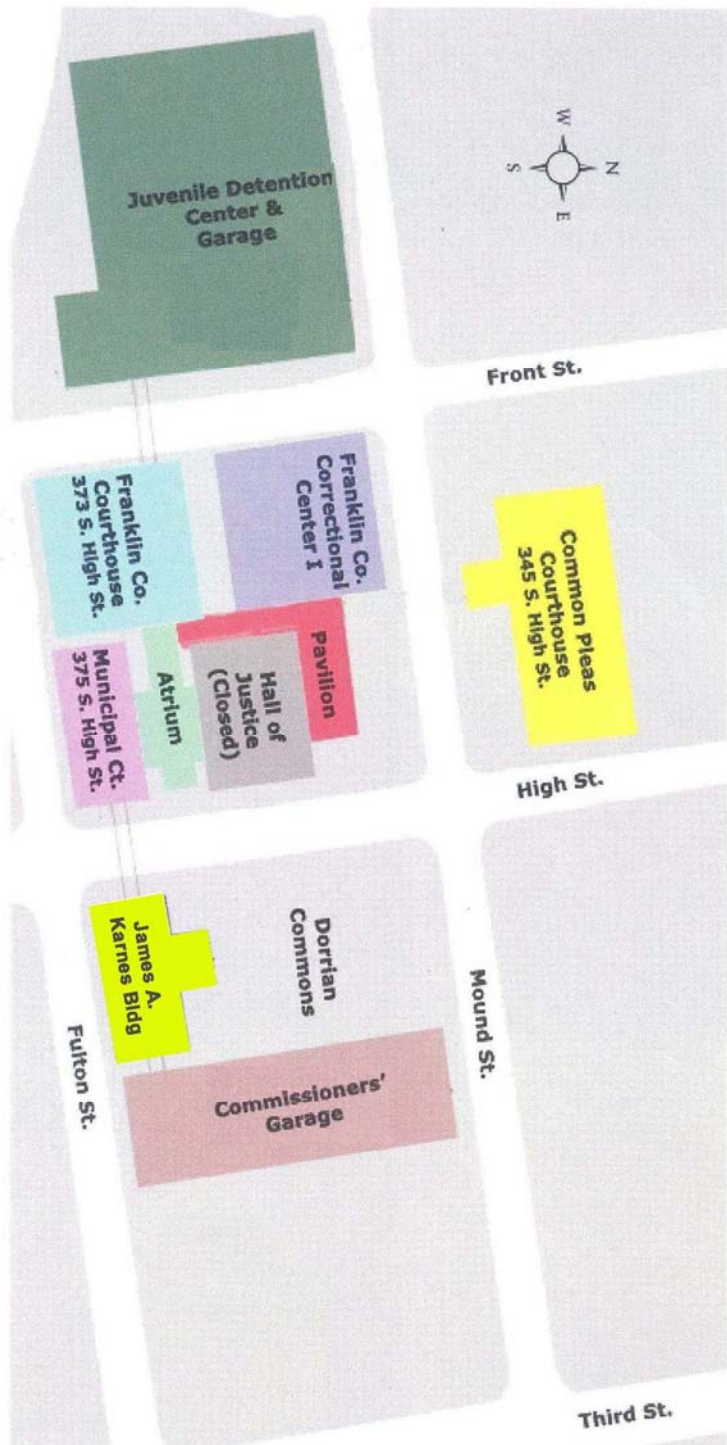 W
N
S
E
Juvenile Detention
Center &
Garage
Front St.
Franklin Co.
Correctional
Center I
Franklin Co.
Courthouse
373 S. High St.
Common Pleas
Courthouse
345 S. High St.
Pavilion
Hall of
Justice
(Closed)
Atrium
Municipal Ct.
375 S. High St.
High St.
James A.
Karnes Bldg
Dorrian
Commons
Mound St.
Fulton St.
Commissioners'
Garage
Third St.